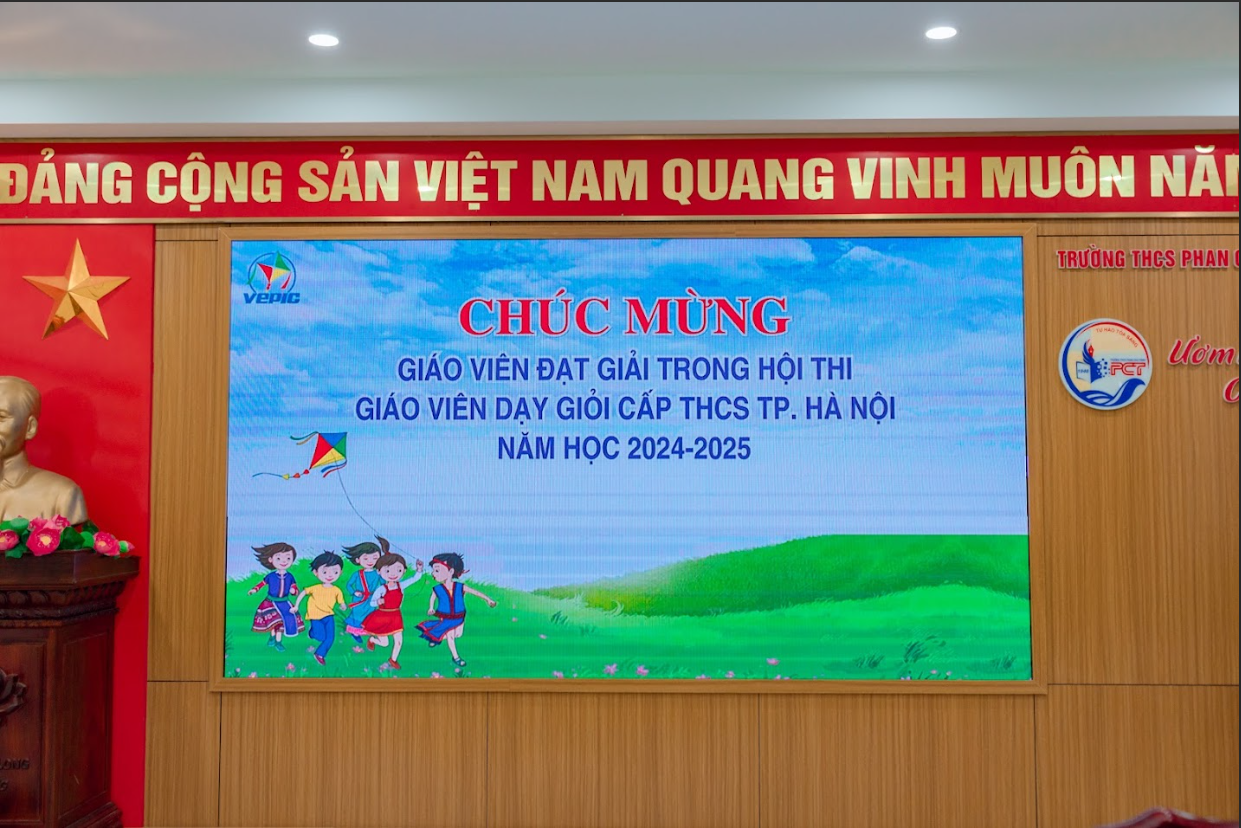 ĐẢNG CỘNG SẢN VIỆT NAM QUANG VINH MUÔN
VEPIC
CHÚC MỪNG
GIÁO VIÊN ĐẠT GIẢI TRONG HỘI THI
GIÁO VIÊN DẠY GIỎI CẤP THCS TP. HÀ NỘI
NĂM HỌC 2024-2025
TRƯỜNG THCS PHAN
PCT
Ươm